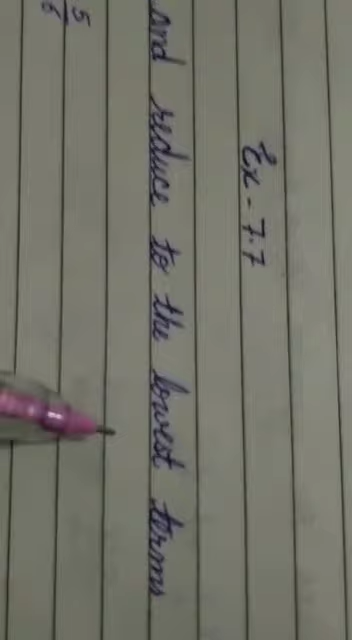 Ex - 7.7
and reduce to the lowest terms
5/6